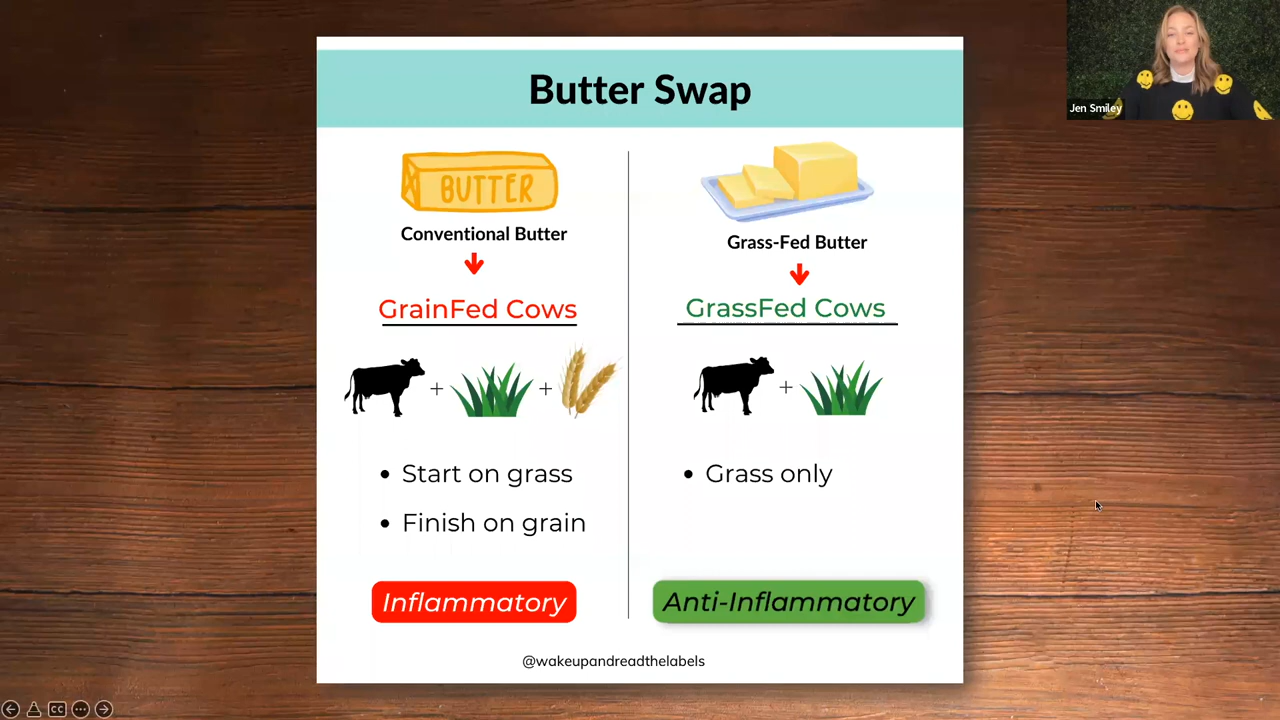 Butter Swap
BUTTER
Conventional Butter
GrainFed Cows
+ +
Start on grass
Finish on grain
Inflammatory
Grass-Fed Butter
GrassFed Cows
+
Grass only
Anti-Inflammatory
@wakeupandreadthelabels
Jen Smiley
CC